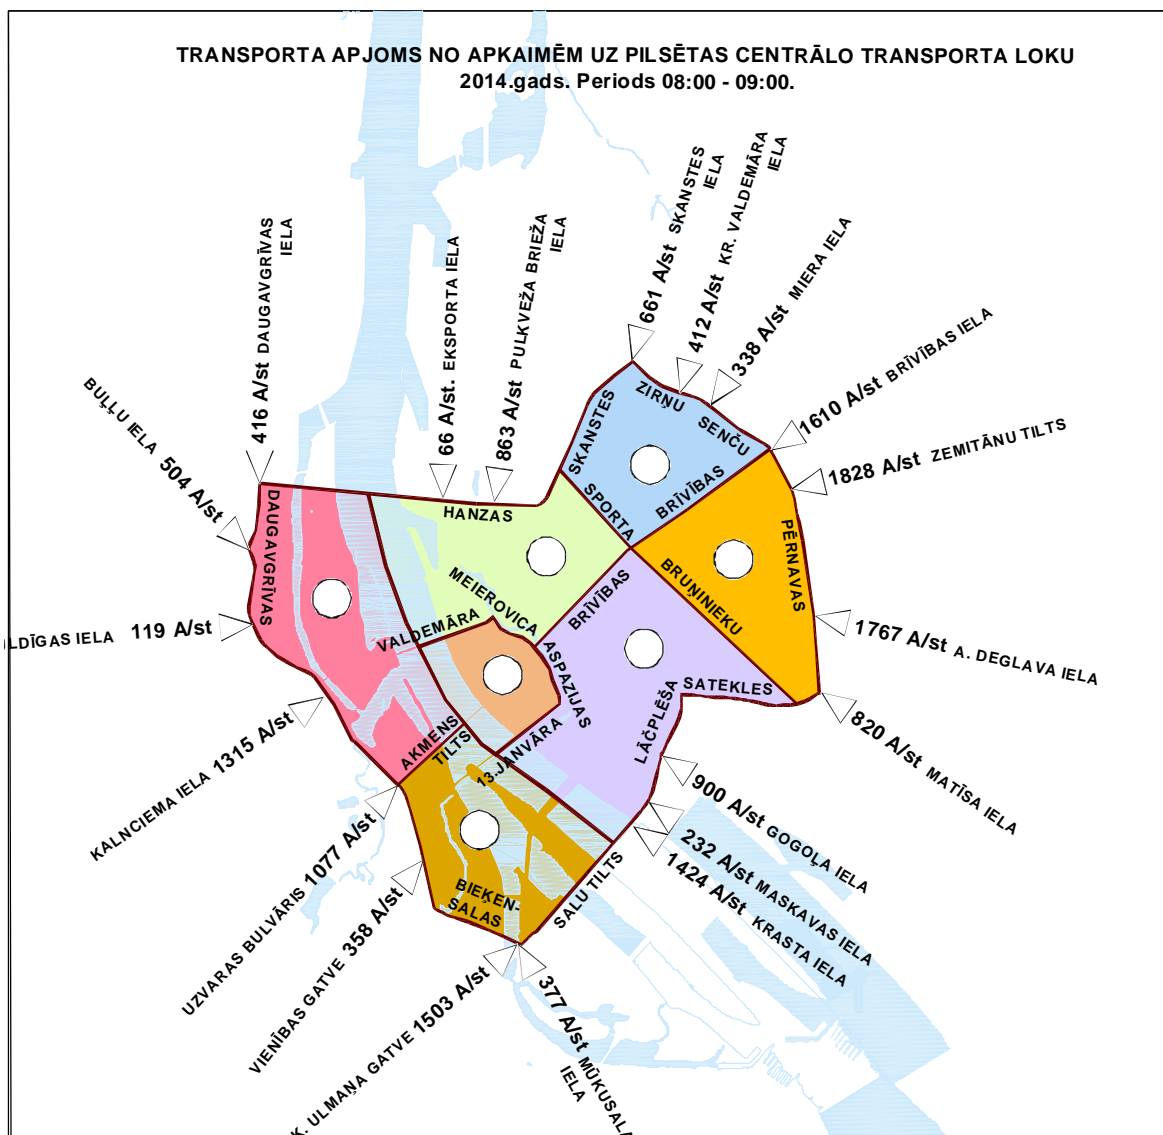 TRANSPORTA APJOMS NO APKAIMĒM UZ PILSĒTAS CENTRĀLO TRANSPORTA LOKU
2014.gads. Periods 08:00 - 09:00.
661 A/st SKANSTES
IELA
412 A/st KR. VALDEMĀRA
IELA
338 A/st MIERA IELA
416 A/st DAUGAVGRĪVAS
IELA
66 A/st. EKSPORTA IELA
863 A/st PULKVEŽA BRIEŽA
IELA
1610 A/st BRĪVĪBAS IELA
1828 A/st ZEMITĀNU TILTS
BUĻĻU IELA 504 A/st
SKANSTES
ZIRŅU
SENČU
SPORTA
BRĪVĪBAS
HANZAS
DAUGAVGRĪVAS
PĒRNAVAS
MEIEROVICA
BRĪVĪBAS
BRUŅINIEKU
VALDEMĀRA
LDĪGAS IELA 119 A/st
1767 A/st A. DEGLAVA IELA
ASPAZIJAS
SATEKLES
LĀČPLĒŠA
AKMENS
TILTS
13.JANVĀRA
KALNCIEMA IELA 1315 A/st
820 A/st MATĪSA IELA
900 A/st GOGOĻA IELA
232 A/st MASKAVAS IELA
1424 A/st KRASTA IELA
UZVARAS BULVĀRIS 1077 A/st
BIEĶEN-
SALAS
SALU TILTS
VIENĪBAS GATVE 358 A/st
K. ULMAŅA GATVE 1503 A/st
377 A/st MŪKUSALA
IELA